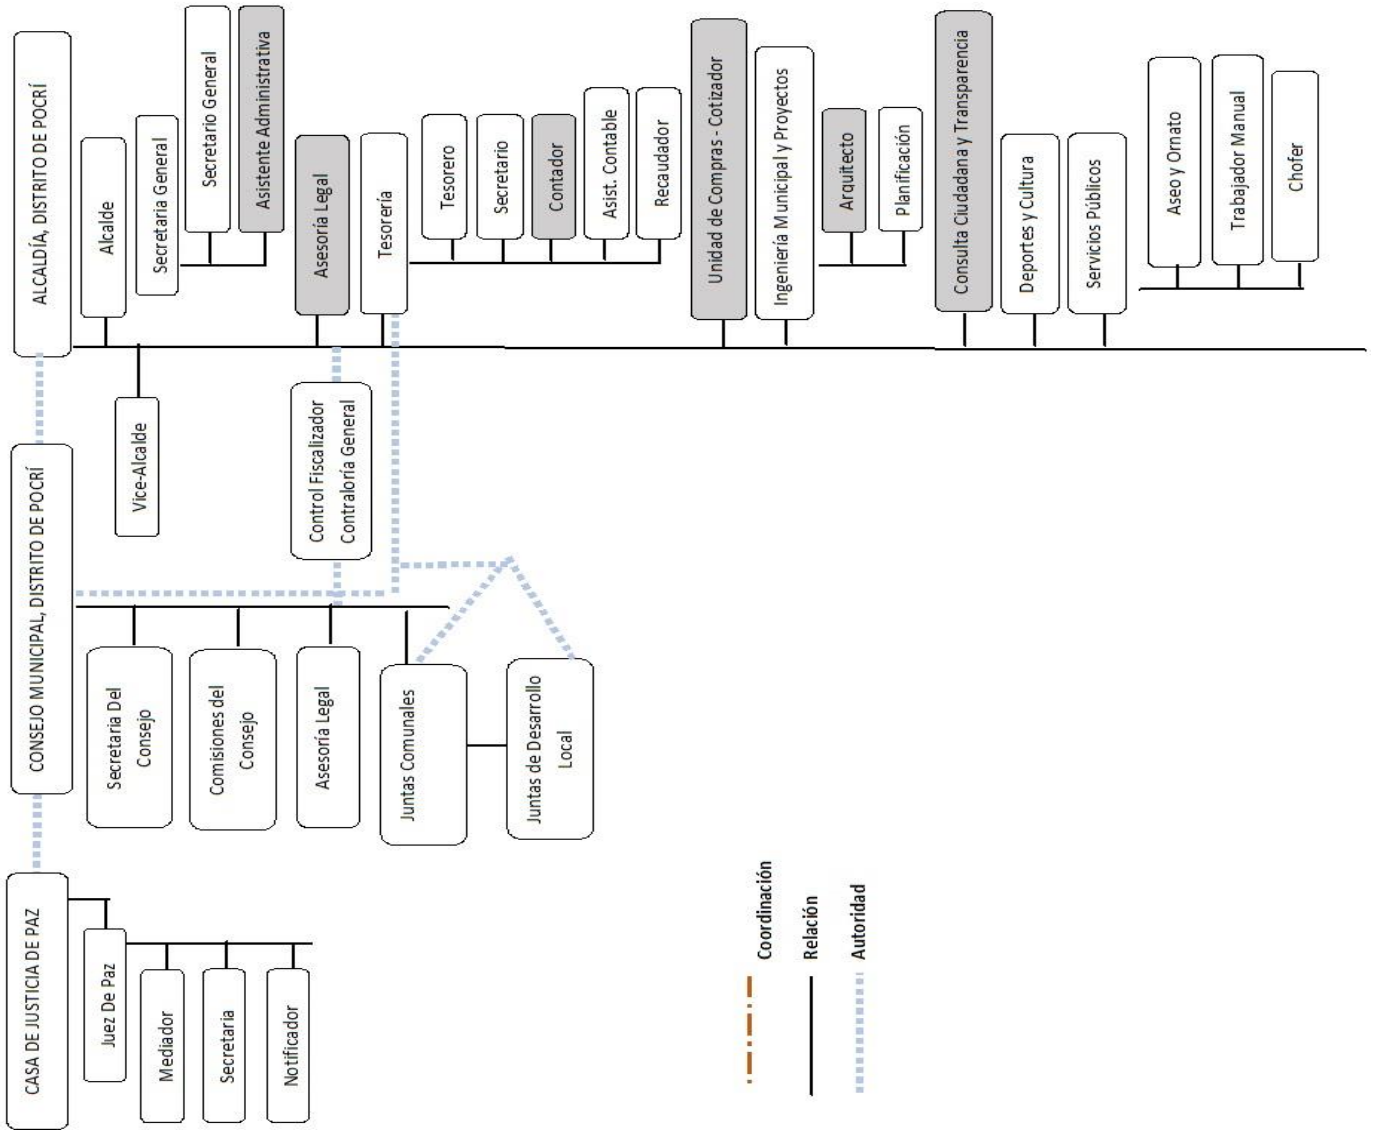 CASA DE JUSTICIA DE PAZ
Juez De Paz
Mediador
Secretaria
Notificador
CONSEJO MUNICIPAL, DISTRITO DE POCRÍ
Secretaria Del
Consejo
Comisiones del
Consejo
Asesoría Legal
Juntas Comunales
Juntas de Desarrollo
Local
Control Fiscalizador
Contraloría General
ALCALDÍA, DISTRITO DE POCRÍ
Vice-Alcalde
Alcalde
Secretaria General
Secretario General
Asistente Administrativa
Asesoría Legal
Tesorería
Tesorero
Secretario
Contador
Asist. Contable
Recaudador
Unidad de Compras - Cotizador
Ingeniería Municipal y Proyectos
Arquitecto
Planificación
Consulta Ciudadana y Transparencia
Deportes y Cultura
Servicios Públicos
Aseo y Ornato
Trabajador Manual
Chofer
Coordinación
Relación
Autoridad